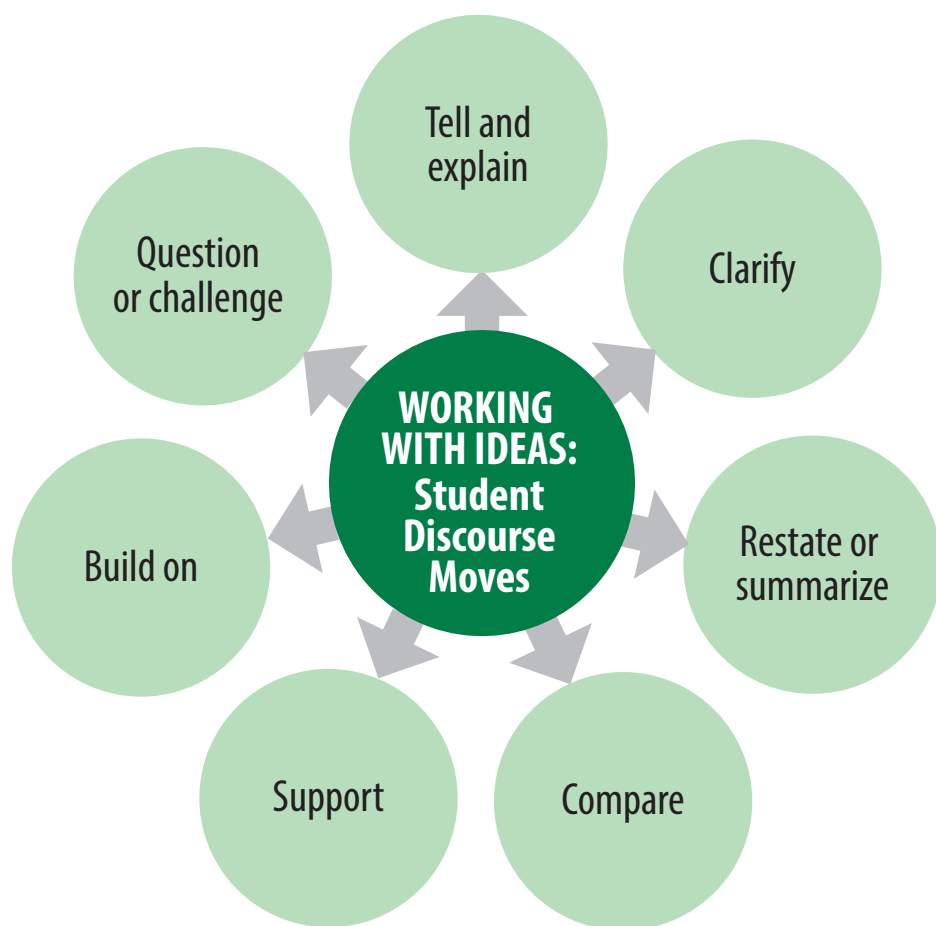 Tell and
explain
Clarify
Restate or
summarize
Compare
Support
Build on
Question
or challenge
WORKING
WITH IDEAS:
Student
Discourse
Moves